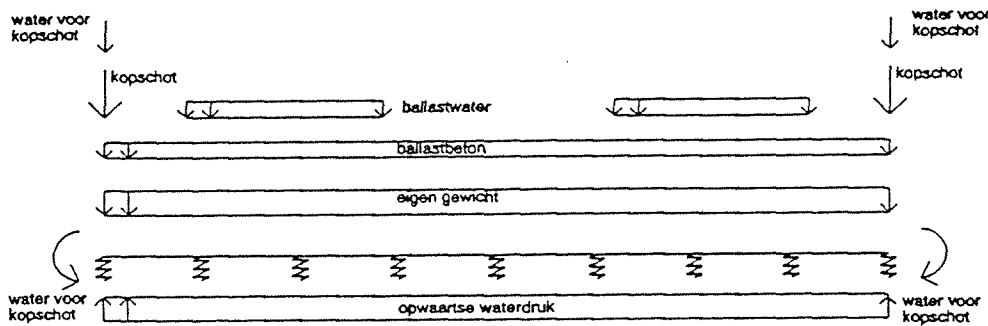 water voor
kopschot
water voor
kopschot
kopschot
kopschot
ballastwater
ballastbeton
eigen gewicht
water voor
kopschot
opwaartse waterdruk
water voor
kopschot